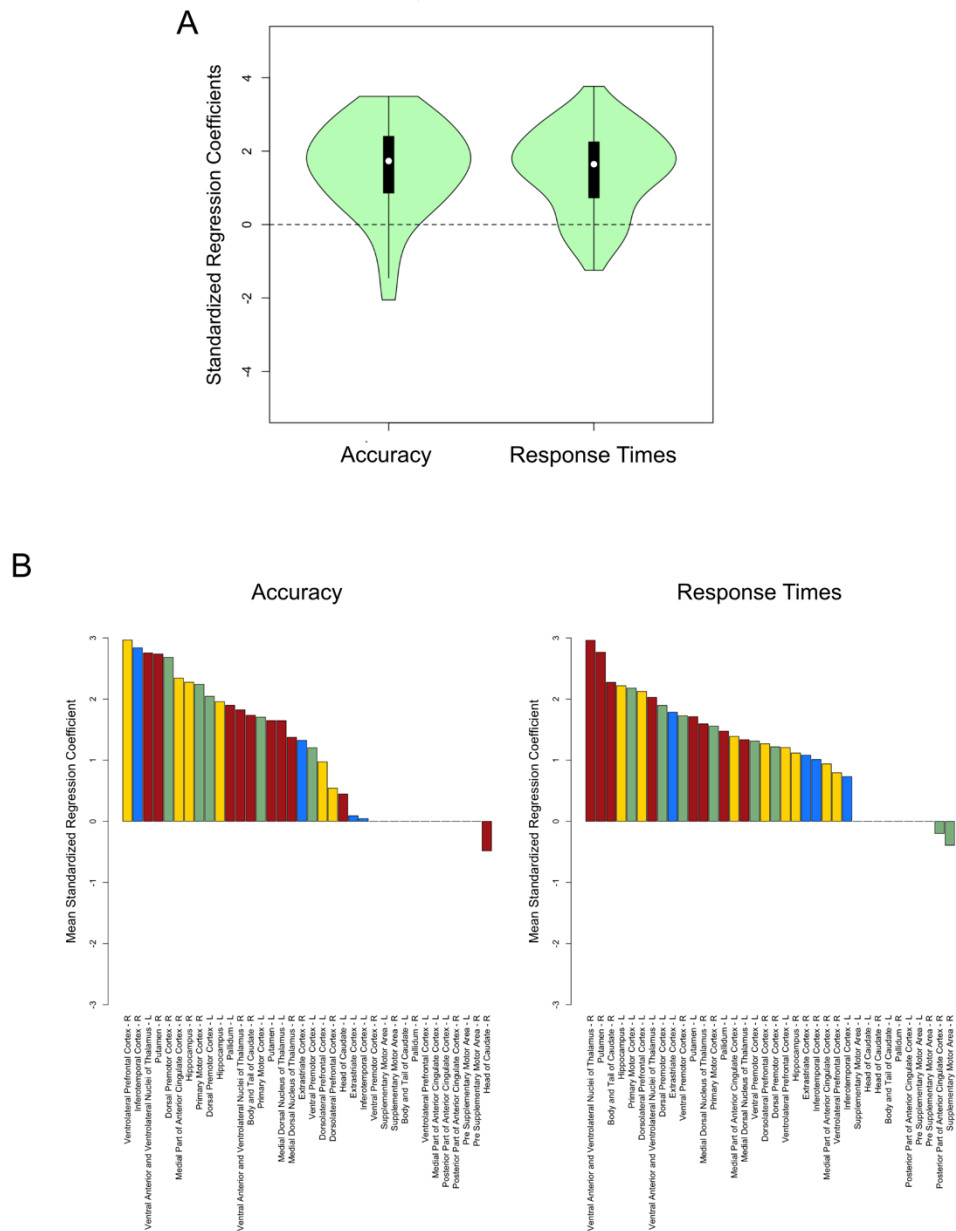 A
Standardized Regression Coefficients
4
2
0
-2
-4
Accuracy
Response Times
B
Accuracy
Mean Standardized Regression Coefficient
3
2
1
0
-1
-2
-3
Ventrolateral Prefrontal Cortex - R
Inferotemporal Cortex - R
Ventral Anterior and Ventrolateral Nuclei of Thalamus - L
Putamen - R
Dorsal Premotor Cortex - R
Medial Part of Anterior Cingulate Cortex - R
Hippocampus - R
Primary Motor Cortex - R
Dorsal Premotor Cortex - L
Hippocampus - L
Pallidum - L
Ventral Anterior and Ventrolateral Nuclei of Thalamus - R
Body and Tail of Caudate - R
Primary Motor Cortex - L
Putamen - L
Medial Dorsal Nucleus of Thalamus - L
Medial Dorsal Nucleus of Thalamus - R
Extrastriate Cortex - R
Ventral Premotor Cortex - L
Dorsolateral Prefrontal Cortex - L
Dorsolateral Prefrontal Cortex - R
Head of Caudate - L
Extrastriate Cortex - L
Inferotemporal Cortex - L
Ventral Premotor Cortex - R
Supplementary Motor Area - L
Supplementary Motor Area - R
Body and Tail of Caudate - L
Pallidum - R
Ventrolateral Prefrontal Cortex - L
Medial Part of Anterior Cingulate Cortex - L
Posterior Part of Anterior Cingulate Cortex - L
Posterior Part of Anterior Cingulate Cortex - R
Pre Supplementary Motor Area - L
Pre Supplementary Motor Area - R
Head of Caudate - R
Response Times
Mean Standardized Regression Coefficient
3
2
1
0
-1
-2
-3
Ventral Anterior and Ventrolateral Nuclei of Thalamus - R
Putamen - R
Body and Tail of Caudate - R
Hippocampus - L
Primary Motor Cortex - L
Dorsolateral Prefrontal Cortex - L
Ventral Anterior and Ventrolateral Nuclei of Thalamus - L
Dorsal Premotor Cortex - L
Extrastriate Cortex - L
Ventral Premotor Cortex - R
Putamen - L
Medial Dorsal Nucleus of Thalamus - R
Primary Motor Cortex - R
Pallidum - L
Medial Part of Anterior Cingulate Cortex - L
Medial Dorsal Nucleus of Thalamus - L
Ventral Premotor Cortex - L
Dorsolateral Prefrontal Cortex - R
Dorsal Premotor Cortex - R
Ventrolateral Prefrontal Cortex - L
Hippocampus - R
Extrastriate Cortex - R
Inferotemporal Cortex - R
Medial Part of Anterior Cingulate Cortex - R
Ventrolateral Prefrontal Cortex - R
Inferotemporal Cortex - L
Supplementary Motor Area - L
Head of Caudate - L
Head of Caudate - R
Body and Tail of Caudate - L
Pallidum - R
Posterior Part of Anterior Cingulate Cortex - L
Pre Supplementary Motor Area - L
Pre Supplementary Motor Area - R
Posterior Part of Anterior Cingulate Cortex - R
Supplementary Motor Area - R